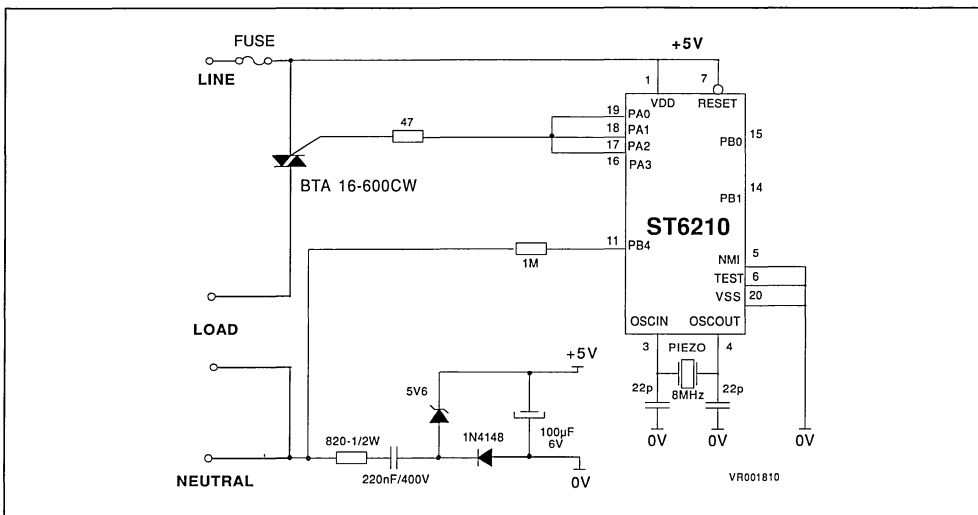 FUSE
LINE
+5V
1
7
VDD
RESET
47
19
PA0
18
PA1
17
PA2
16
PA3
PB0
15
BTA 16-600CW
PB1
14
ST6210
11
PB4
1M
NMI
5
TEST
6
VSS
20
LOAD
OSCIN
OSCOUT
3
PIEZO
4
+5V
22p
8MHz
22p
5V6
820-1/2W
1N4148
100µF
6V
0V
0V
0V
NEUTRAL
220nF/400V
0V
VR001810